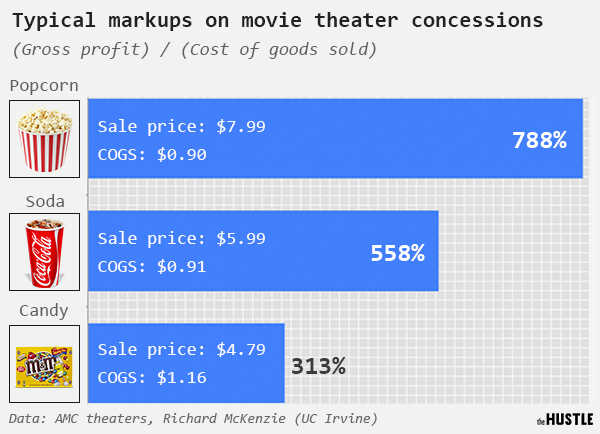 Typical markups on movie theater concessions
(Gross profit) / (Cost of goods sold)
Popcorn
Sale price: $7.99
COGS: $0.90
788%
Soda
Coca-Cola
Sale price: $5.99
COGS: $0.91
558%
Candy
m&m's
Sale price: $4.79
COGS: $1.16
313%
Data: AMC theaters, Richard McKenzie (UC Irvine)
the HUSTLE